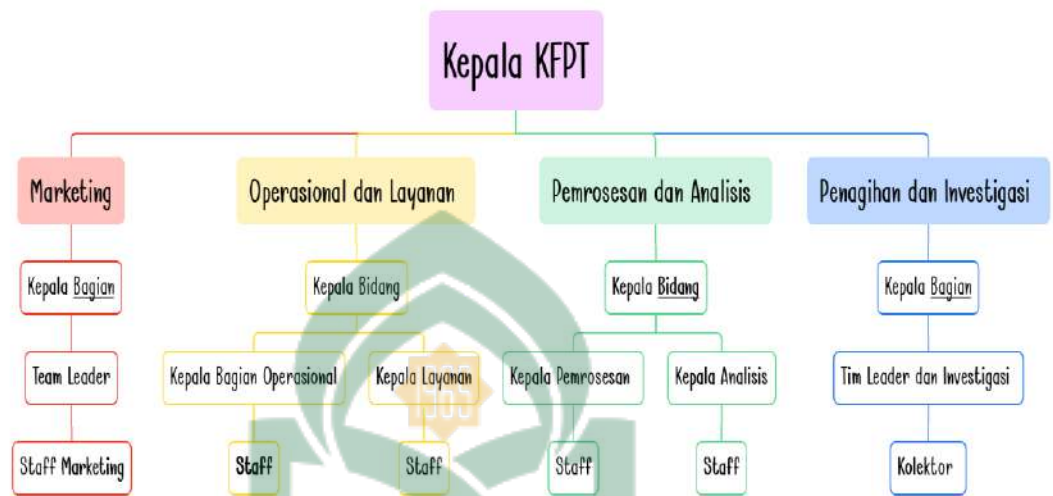 Kepala KFPT
Marketing
Operasional dan Layanan
Pemrosesan dan Analisis
Penagihan dan Investigasi
Kepala Bagian
Kepala Bidang
Kepala Bidang
Kepala Bagian
Team Leader
Kepala Bagian Operasional
Kepala Layanan
Kepala Pemrosesan
Kepala Analisis
Tim Leader dan Investigasi
1965
Staff Marketing
Staff
Staff
Staff
Staff
Kolektor